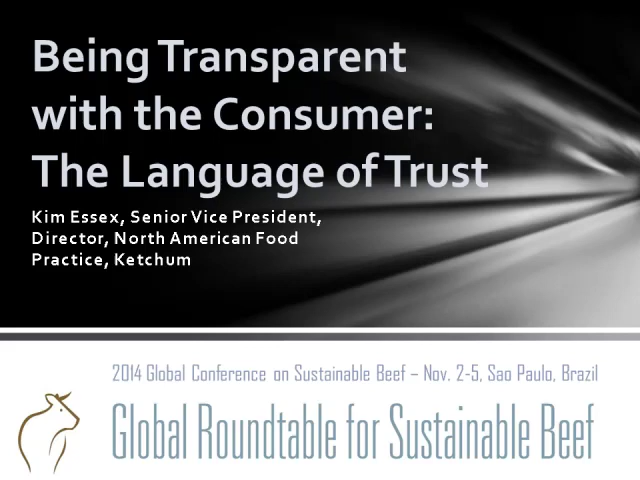 Being Transparent
with the Consumer:
The Language of Trust
Kim Essex, Senior Vice President,
Director, North American Food
Practice, Ketchum
2014 Global Conference on Sustainable Beef – Nov. 2-5, Sao Paulo, Brazil
Global Roundtable for Sustainable Beef